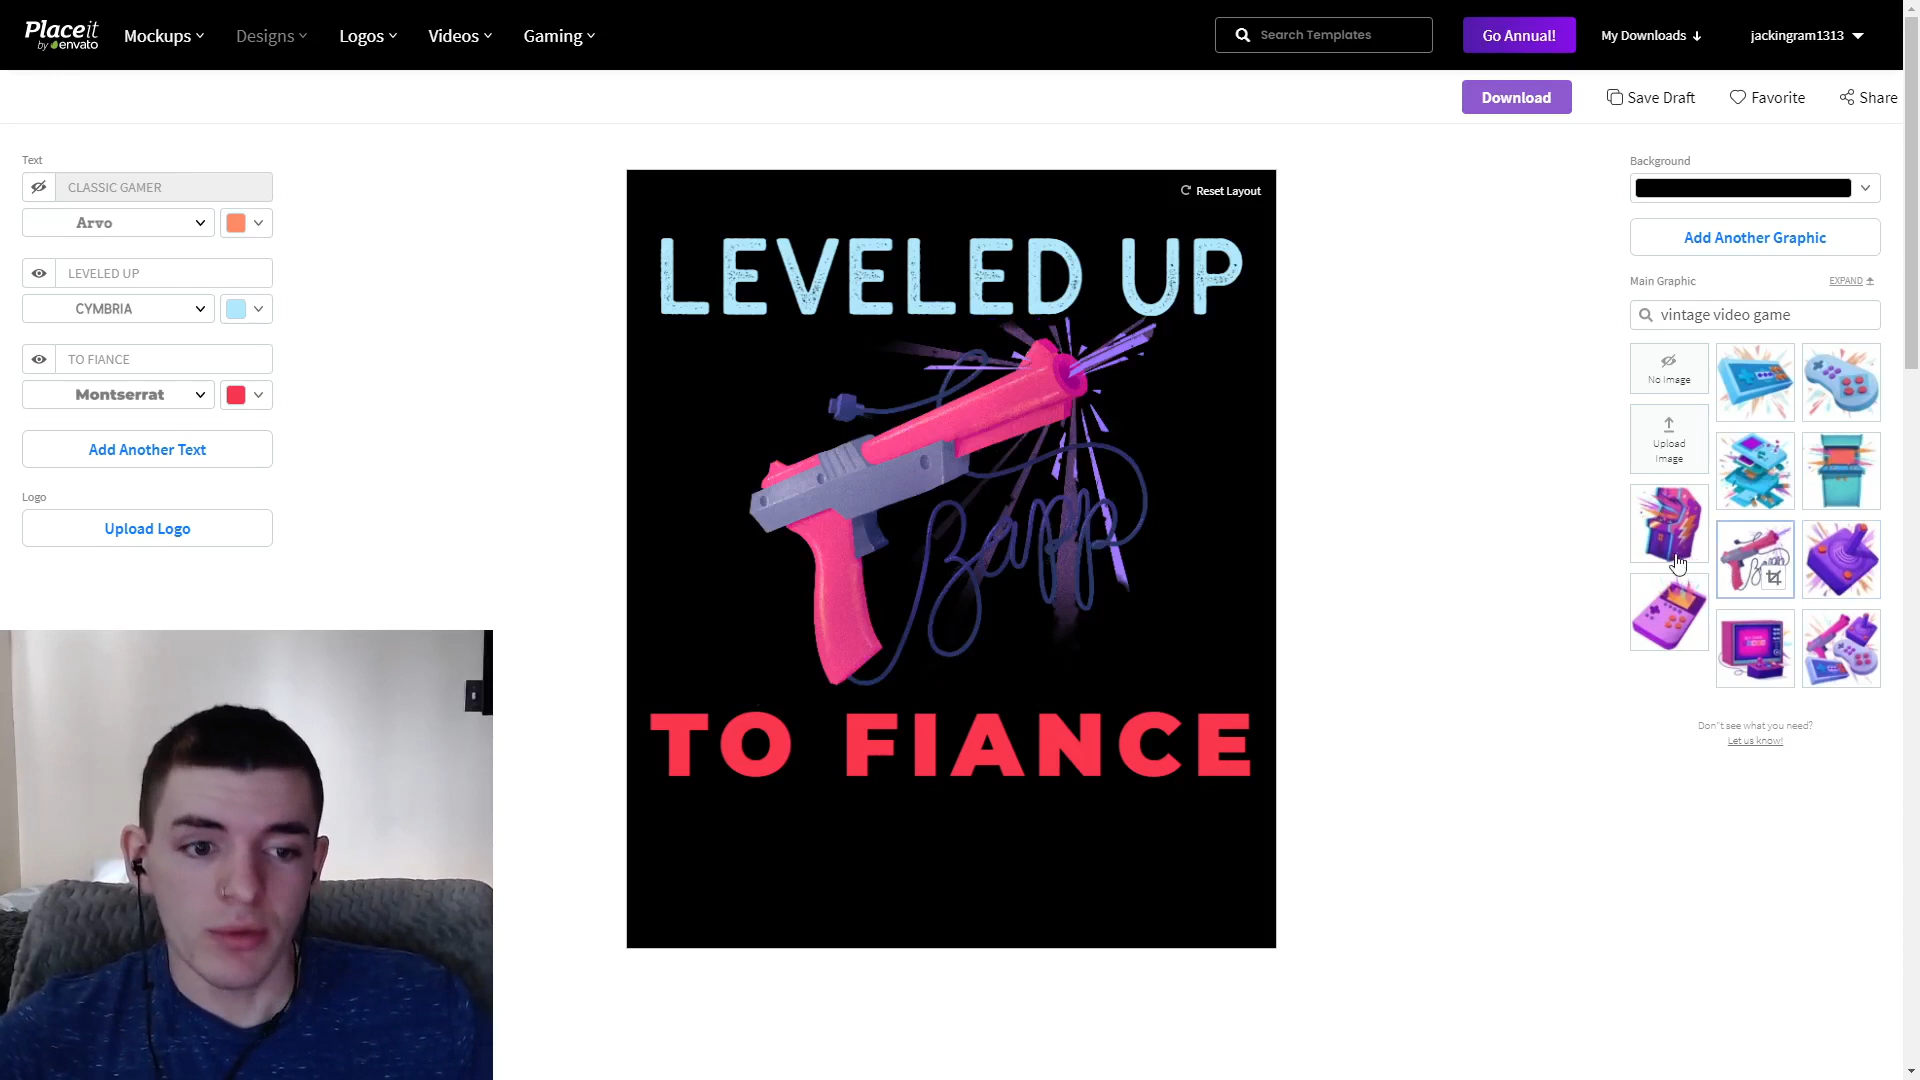 Placeit
by envato
Mockups
Designs
Logos
Videos
Gaming
Search Templates
Go Annual!
My Downloads
jackingram1313
Download
Save Draft
Favorite
Share
Text
CLASSIC GAMER
Arvo
LEVELED UP
CYMBRIA
TO FIANCE
Montserrat
Add Another Text
Logo
Upload Logo
Reset Layout
LEVELED UP
Zapp
TO FIANCE
Background
Add Another Graphic
Main Graphic
EXPAND
vintage video game
No Image
Upload
Image
Don"t see what you need?
Let us know!